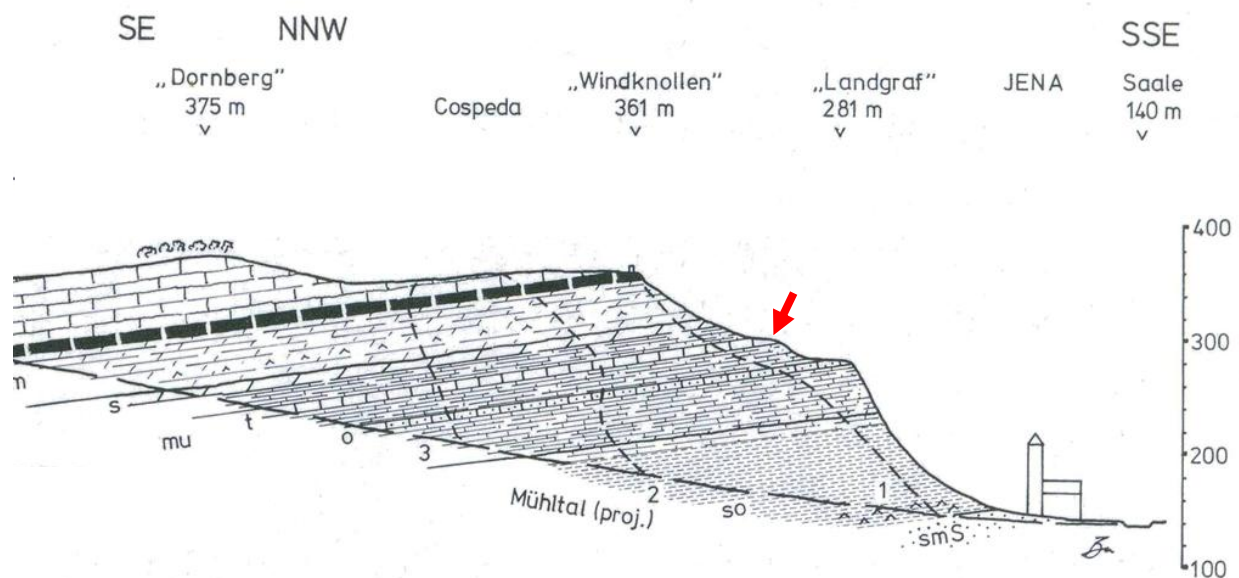 SE NNW SSE
„Dornberg" „Windknollen" „Landgraf" JENA Saale
375 m Cospeda 361 m 281 m 140 m
400
300
200
100
m
s
mu t
o
3
Mühltal (proj.) 2 so 1
smS